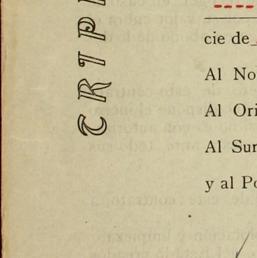 CRIP
cie de
Al No
Al Ori
Al Sur
y al Po